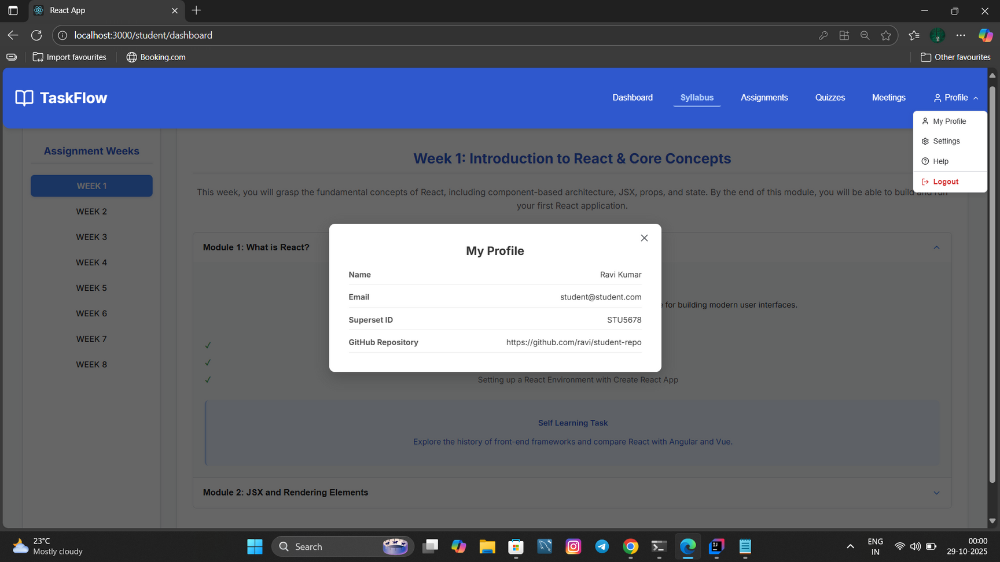 React App
localhost:3000/student/dashboard
Import favourites
Booking.com
Other favourites
TaskFlow
Dashboard
Syllabus
Assignments
Quizzes
Meetings
Profile
My Profile
Settings
Help
Logout
Assignment Weeks
WEEK 1
WEEK 2
WEEK 3
WEEK 4
WEEK 5
WEEK 6
WEEK 7
WEEK 8
Week 1: Introduction to React & Core Concepts
This week, you will grasp the fundamental concepts of React, including component-based architecture, JSX, props, and state. By the end of this module, you will be able to build and run
your first React application.
Module 1: What is React?
for building modern user interfaces.
My Profile
Name Ravi Kumar
Email student@student.com
Superset ID STU5678
GitHub Repository https://github.com/ravi/student-repo
✓
✓
✓ Setting up a React Environment with Create React App
Self Learning Task
Explore the history of front-end frameworks and compare React with Angular and Vue.
Module 2: JSX and Rendering Elements
23°C
Mostly cloudy
Search
ENG
IN
00:00
29-10-2025